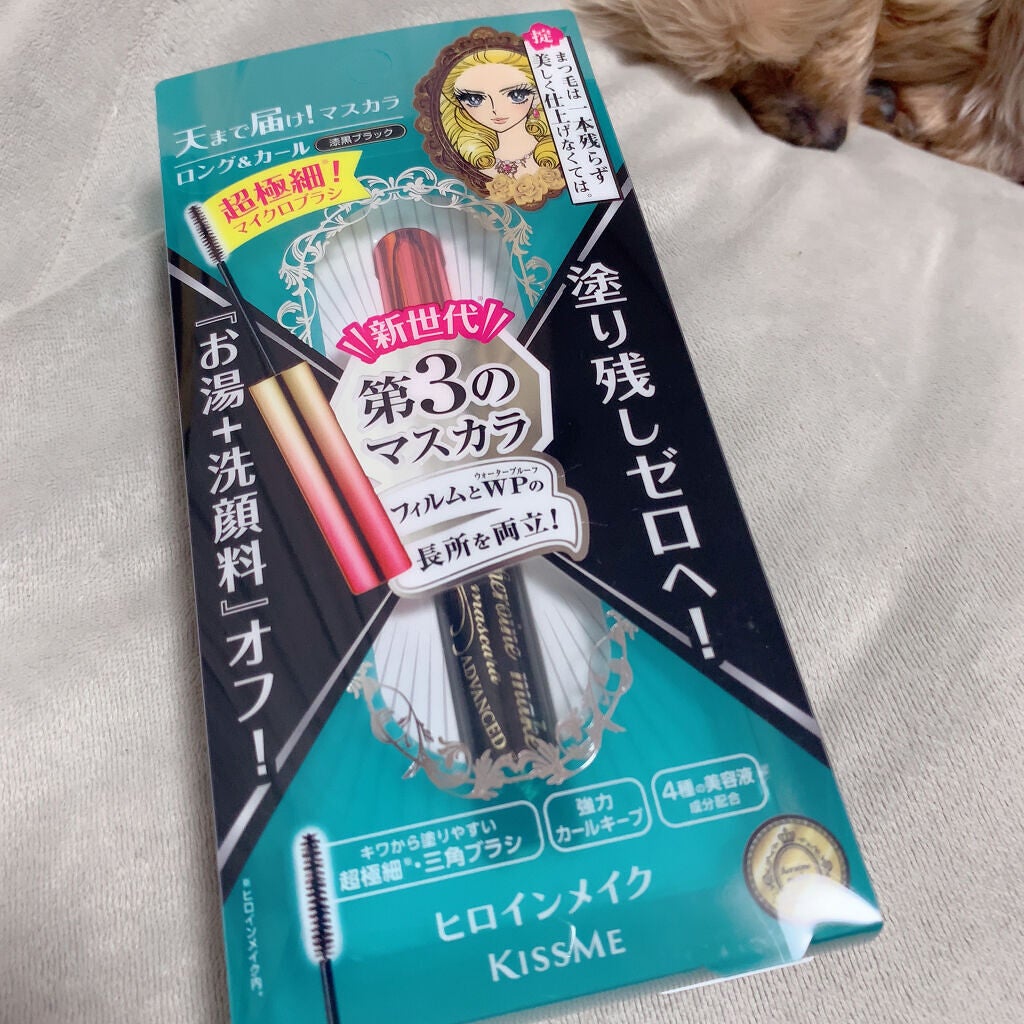 天まで届け!マスカラ
ロング&カール 漆黒ブラック
掟
まつ毛は一本残らず
美しく仕上げなくては。
超極細※!
マイクロブラシ
新世代※
第3の
マスカラ
ウォータープルーフ
フィルムとWPの
長所を両立!
塗り残しゼロへ!
『お湯+洗顔料』オフ!
heroine make
mascara
ADVANCED
キワから塗りやすい
超極細※・三角ブラシ
強力
カールキープ
4種の美容液
成分配合
ヒロインメイク
KISSME
※ヒロインメイク比。